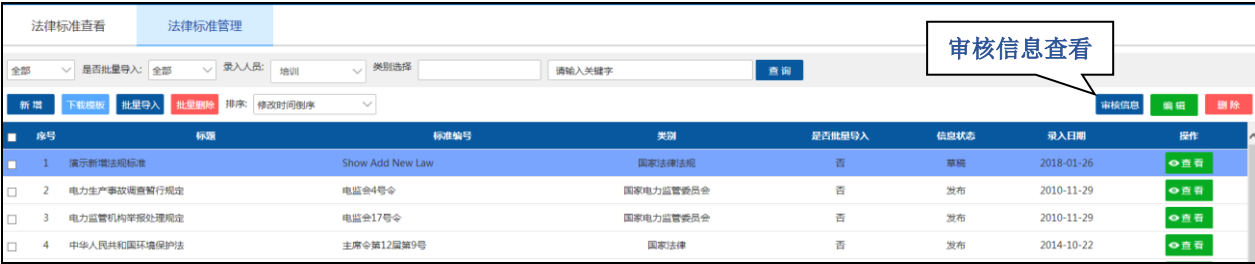 法律标准查看 法律标准管理
审核信息查看
全部 是否批量导入: 全部 录入人员: 培训 类别选择 请输入关键字 查询
新增 下载模板 批量导入 批量删除 排序: 修改时间倒序 审核信息 编辑 删除
序号 标题 标准编号 类别 是否批量导入 信息状态 录入日期 操作
1 演示新增法规标准 Show Add New Law 国家法律法规 否 草稿 2018-01-26 查看
2 电力生产事故调查暂行规定 电监会4号令 国家电力监管委员会 否 发布 2010-11-29 查看
3 电力监管机构举报处理规定 电监会17号令 国家电力监管委员会 否 发布 2010-11-29 查看
4 中华人民共和国环境保护法 主席令第12届第9号 国家法律 否 发布 2014-10-22 查看